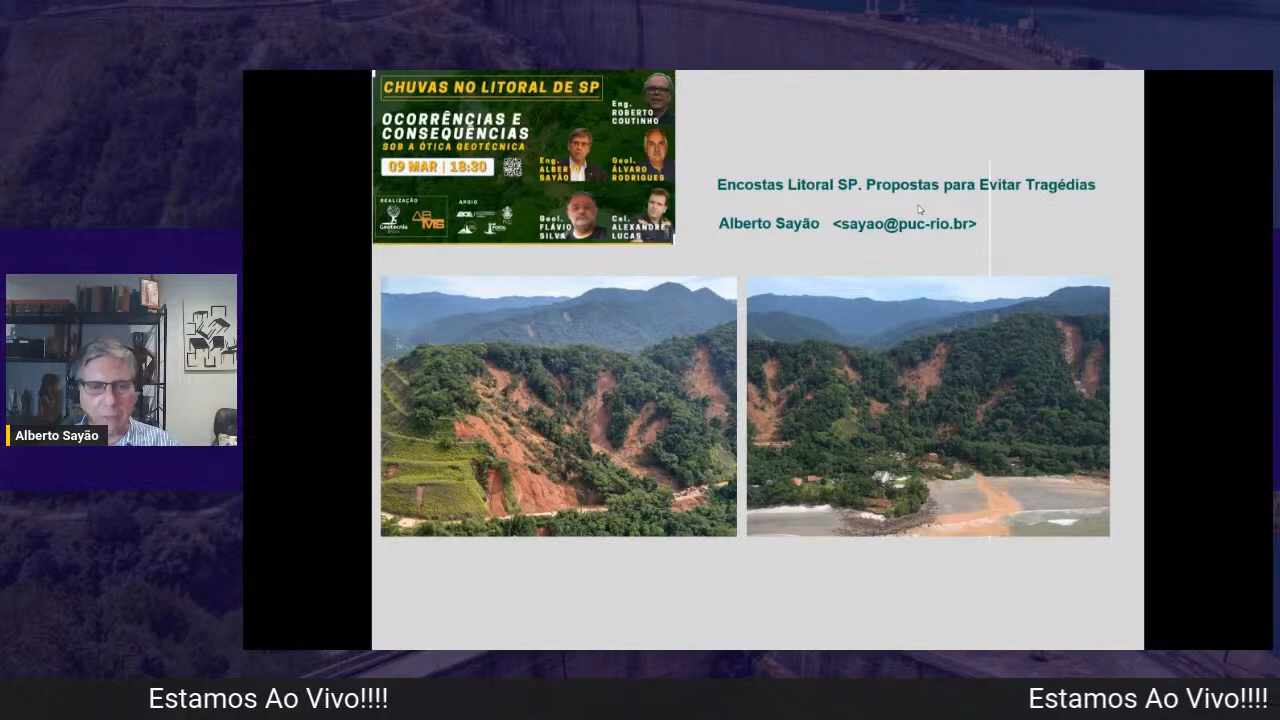 CHUVAS NO LITORAL DE SP
OCORRÊNCIAS E
CONSEQUÊNCIAS
SOB A ÓTICA GEOTÉCNICA
09 MAR | 18:30
Eng.
ROBERTO
COUTINHO
Eng.
ALBERTO
SAYÃO
Geol.
ÁLVARO
RODRIGUES
REALIZAÇÃO
Geotecnia
APOIO
Geol.
FLÁVIO
SILVA
Cel.
ALEXANDRE
LUCAS
Encostas Litoral SP. Propostas para Evitar Tragédias
Alberto Sayão <sayao@puc-rio.br>
Alberto Sayão
Estamos Ao Vivo!!!! Estamos Ao Vivo!!!!